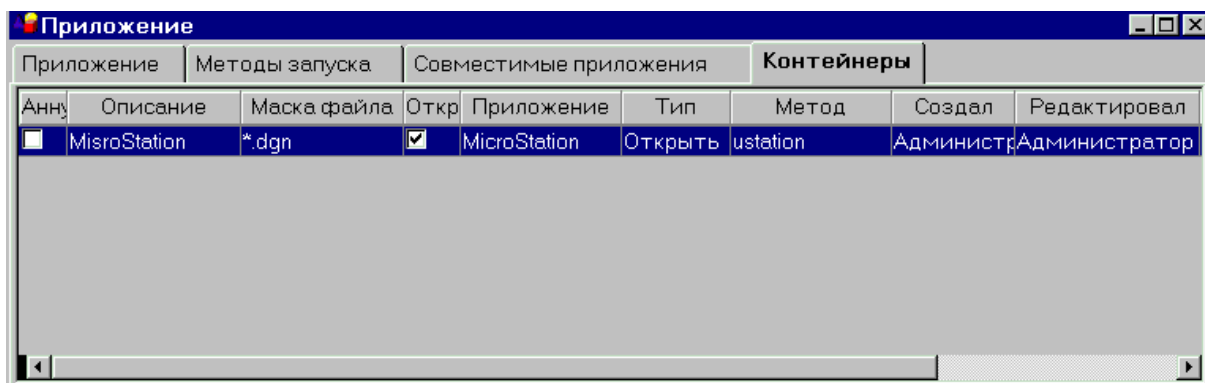 Приложение
Приложение Методы запуска Совместимые приложения Контейнеры
Анну Описание Маска файла Откр Приложение Тип Метод Создал Редактировал
MisroStation *.dgn MicroStation Открыть ustation Администр Администратор